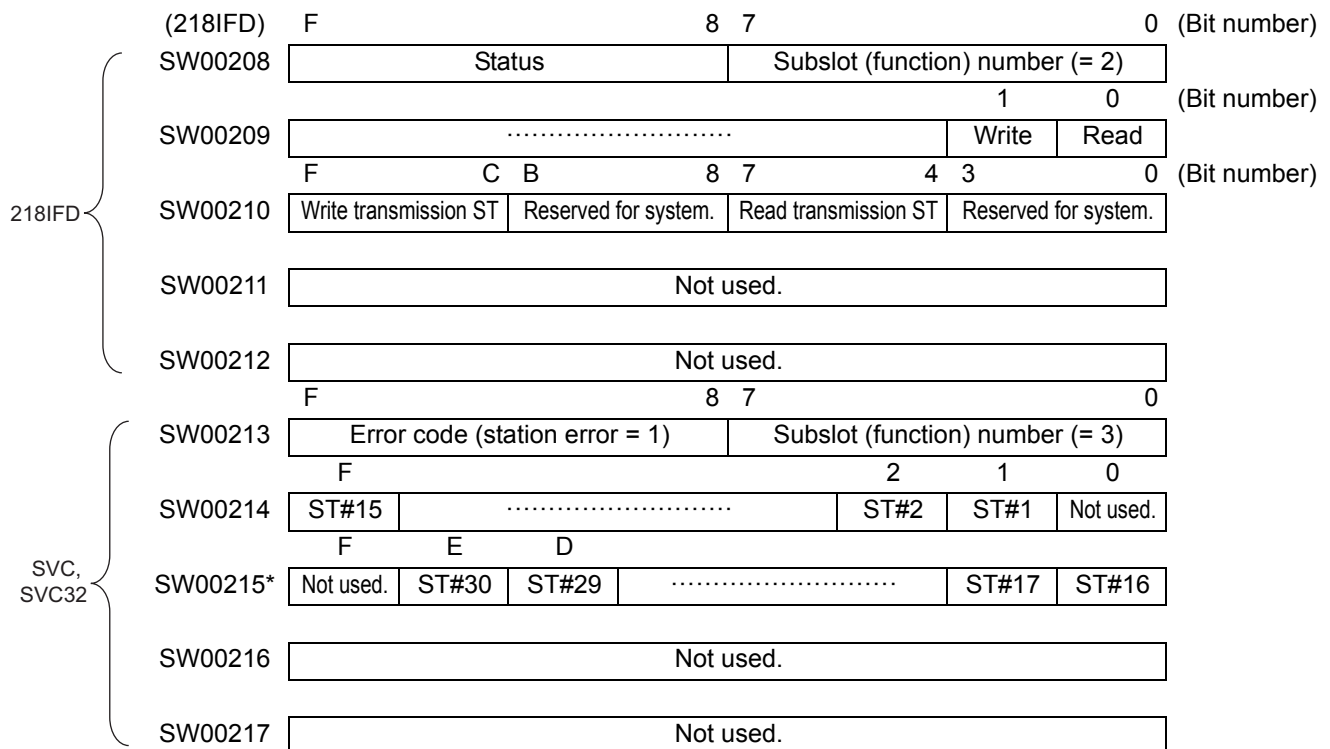 (218IFD) F 8 7 0 (Bit number)
SW00208 Status Subslot (function) number (= 2)
1 0 (Bit number)
SW00209 ........................... Write Read
F C B 8 7 4 3 0 (Bit number)
218IFD SW00210 Write transmission ST Reserved for system. Read transmission ST Reserved for system.
SW00211 Not used.
SW00212 Not used.
F 8 7 0
SW00213 Error code (station error = 1) Subslot (function) number (= 3)
F 2 1 0
SW00214 ST#15 ........................... ST#2 ST#1 Not used.
F E D
SVC, SVC32 SW00215* Not used. ST#30 ST#29 ........................... ST#17 ST#16
SW00216 Not used.
SW00217 Not used.